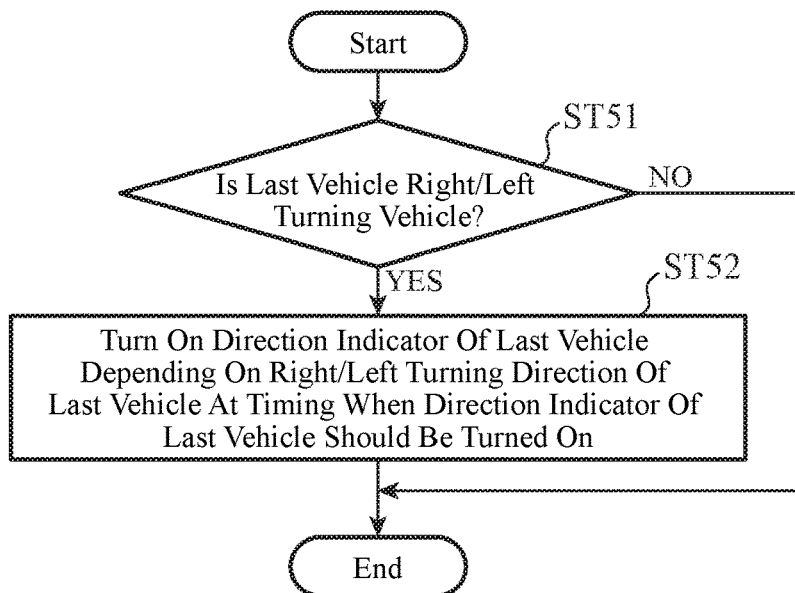 Start
ST51
Is Last Vehicle Right/Left
Turning Vehicle?
NO
YES
ST52
Turn On Direction Indicator Of Last Vehicle
Depending On Right/Left Turning Direction Of
Last Vehicle At Timing When Direction Indicator Of
Last Vehicle Should Be Turned On
End